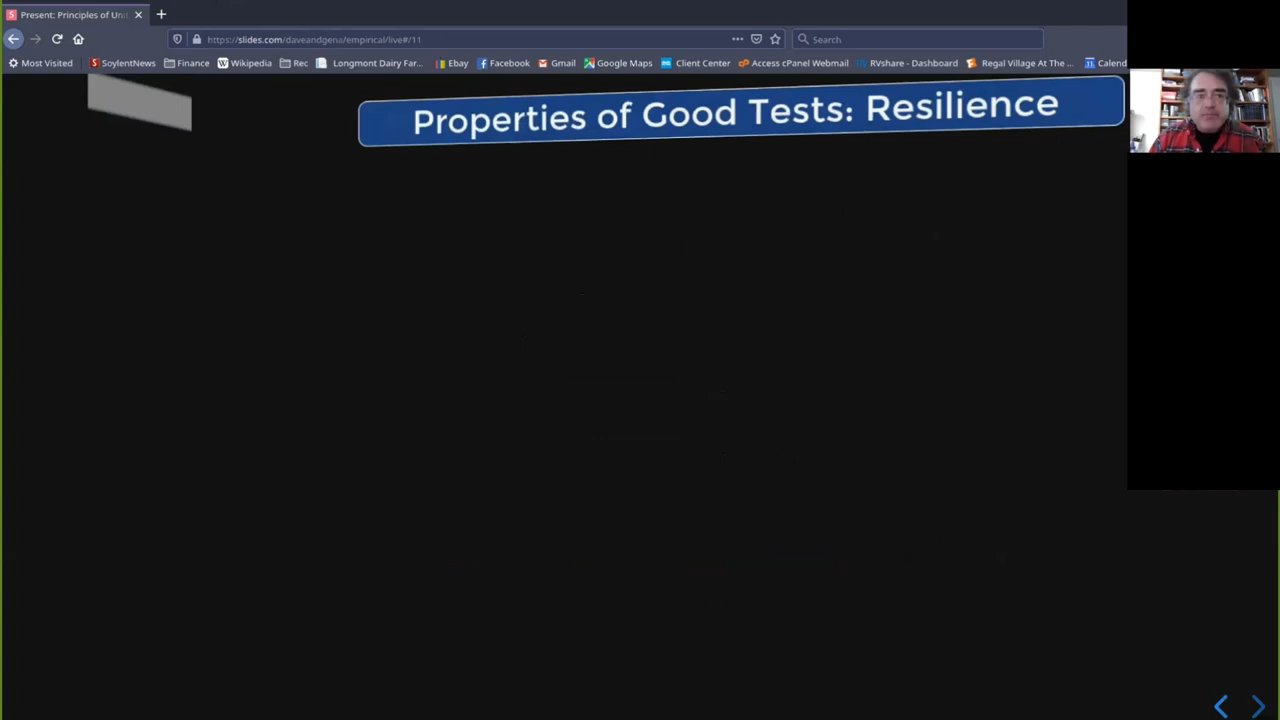 Present: Principles of Unit
https://slides.com/daveandgena/empirical/live#/11
Search
Most Visited
SoylentNews
Finance
Wikipedia
Rec
Longmont Dairy Far...
Ebay
Facebook
Gmail
Google Maps
Client Center
Access cPanel Webmail
RVshare - Dashboard
Regal Village At The ...
Calend
Properties of Good Tests: Resilience